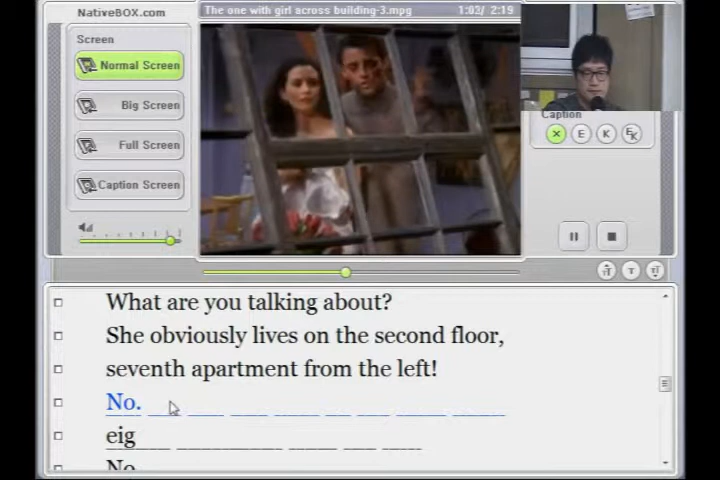 NativeBOX.com
The one with girl across building-3.mpg 1:03/ 2:19
Screen
Normal Screen
Big Screen
Full Screen
Caption Screen
Caption
E K EK
T T T
What are you talking about?
She obviously lives on the second floor,
seventh apartment from the left!
No.
eig
No